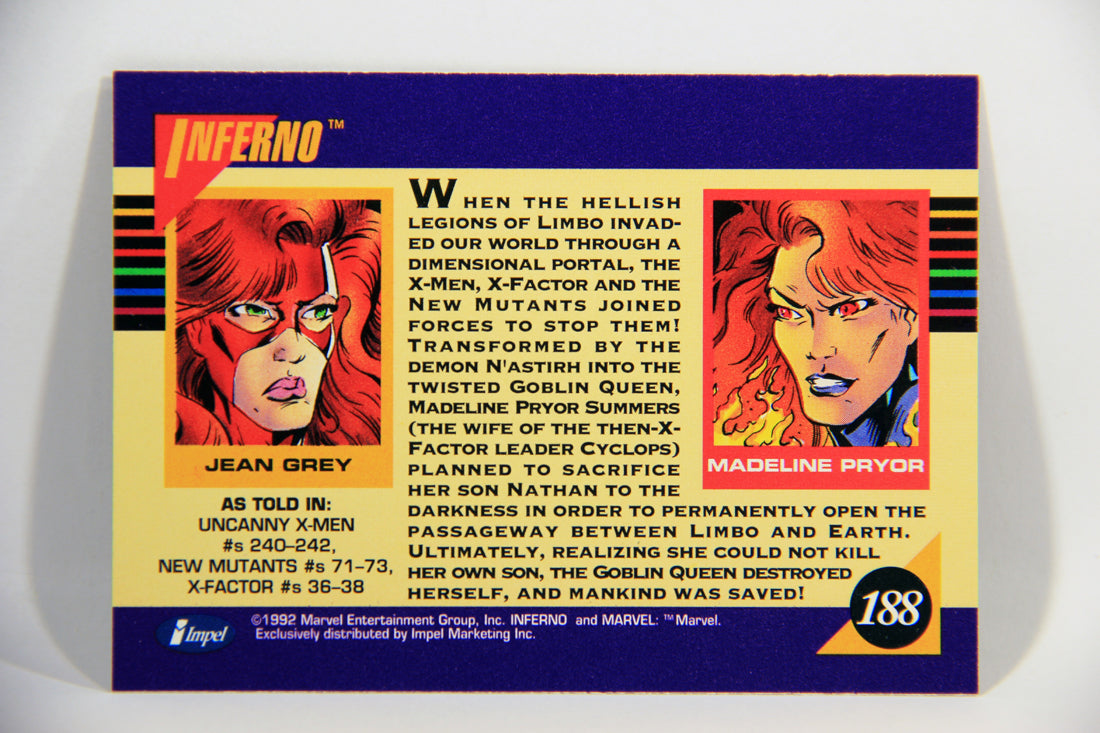 INFERNO™
WHEN THE HELLISH
LEGIONS OF LIMBO INVAD-
ED OUR WORLD THROUGH A
DIMENSIONAL PORTAL, THE
X-MEN, X-FACTOR AND THE
NEW MUTANTS JOINED
FORCES TO STOP THEM!
TRANSFORMED BY THE
DEMON N'ASTIRH INTO THE
TWISTED GOBLIN QUEEN,
MADELINE PRYOR SUMMERS
(THE WIFE OF THE THEN-X-
FACTOR LEADER CYCLOPS)
PLANNED TO SACRIFICE
HER SON NATHAN TO THE
DARKNESS IN ORDER TO PERMANENTLY OPEN THE
PASSAGEWAY BETWEEN LIMBO AND EARTH.
ULTIMATELY, REALIZING SHE COULD NOT KILL
HER OWN SON, THE GOBLIN QUEEN DESTROYED
HERSELF, AND MANKIND WAS SAVED!
JEAN GREY
MADELINE PRYOR
AS TOLD IN:
UNCANNY X-MEN
#s 240–242,
NEW MUTANTS #s 71–73,
X-FACTOR #s 36–38
188
Impel
©1992 Marvel Entertainment Group, Inc. INFERNO and MARVEL: ™Marvel.
Exclusively distributed by Impel Marketing Inc.